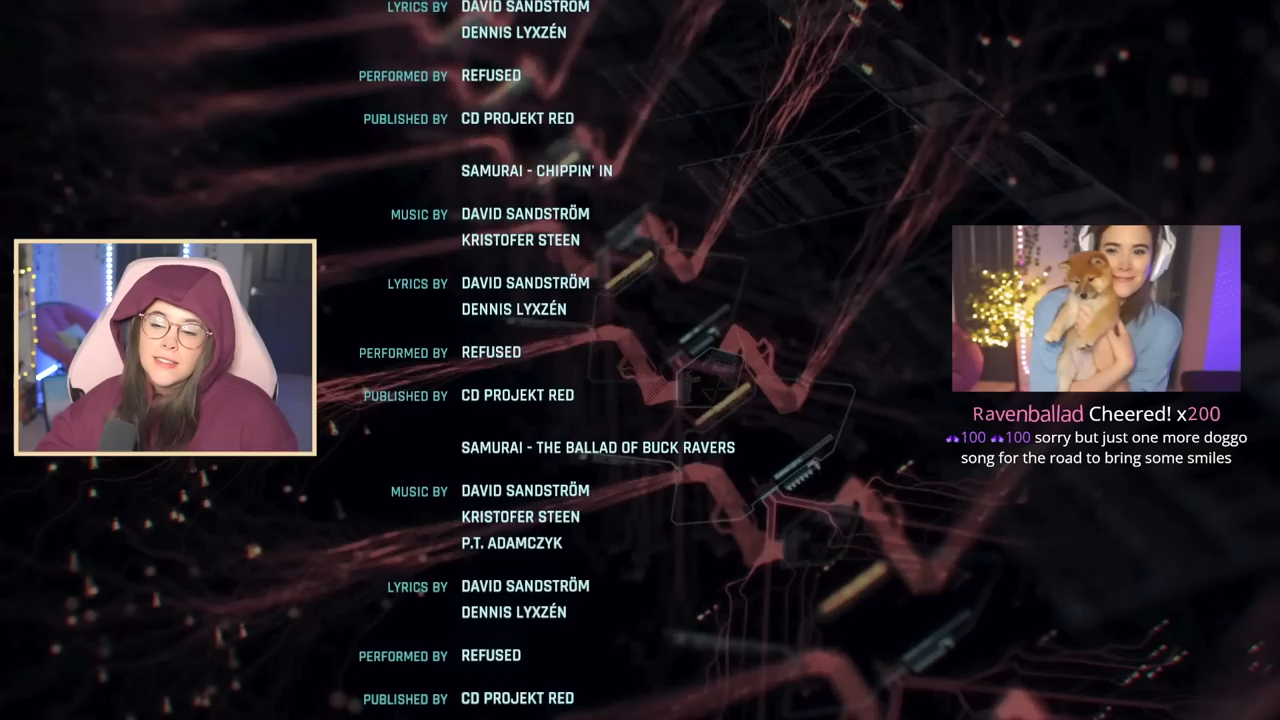 LYRICS BY DAVID SANDSTRÖM
DENNIS LYXZÉN
PERFORMED BY REFUSED
PUBLISHED BY CD PROJEKT RED
SAMURAI - CHIPPIN' IN
MUSIC BY DAVID SANDSTRÖM
KRISTOFER STEEN
LYRICS BY DAVID SANDSTRÖM
DENNIS LYXZÉN
PERFORMED BY REFUSED
PUBLISHED BY CD PROJEKT RED
SAMURAI - THE BALLAD OF BUCK RAVERS
MUSIC BY DAVID SANDSTRÖM
KRISTOFER STEEN
P.T. ADAMCZYK
LYRICS BY DAVID SANDSTRÖM
DENNIS LYXZÉN
PERFORMED BY REFUSED
PUBLISHED BY CD PROJEKT RED
Ravenballad Cheered! x200
100 100 sorry but just one more doggo
song for the road to bring some smiles